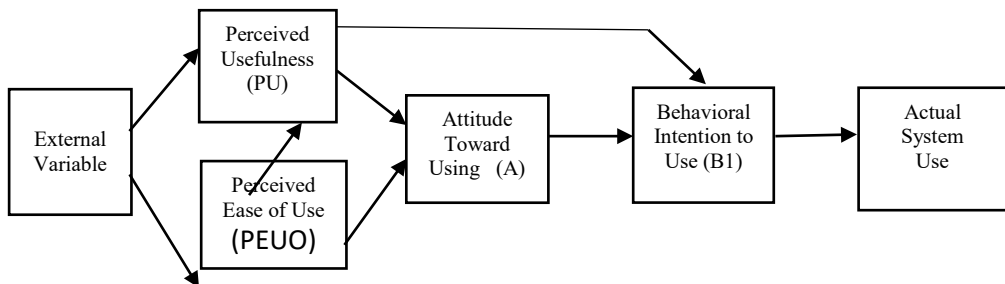 External
Variable
Perceived
Usefulness
(PU)
Perceived
Ease of Use
(PEUO)
Attitude
Toward
Using (A)
Behavioral
Intention to
Use (B1)
Actual
System
Use